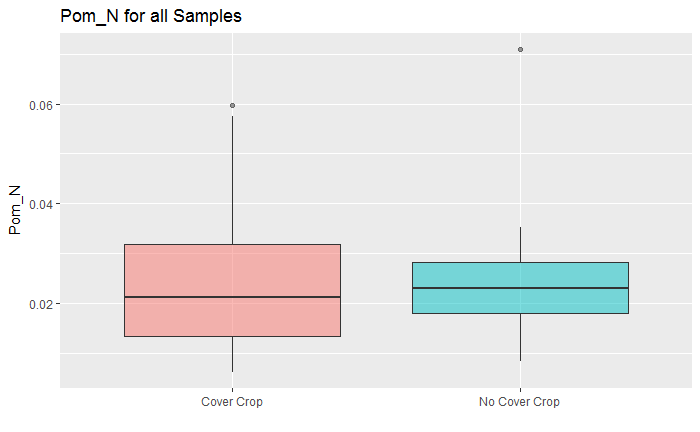 Pom_N for all Samples
Pom_N
0.06
0.04
0.02
Cover Crop
No Cover Crop